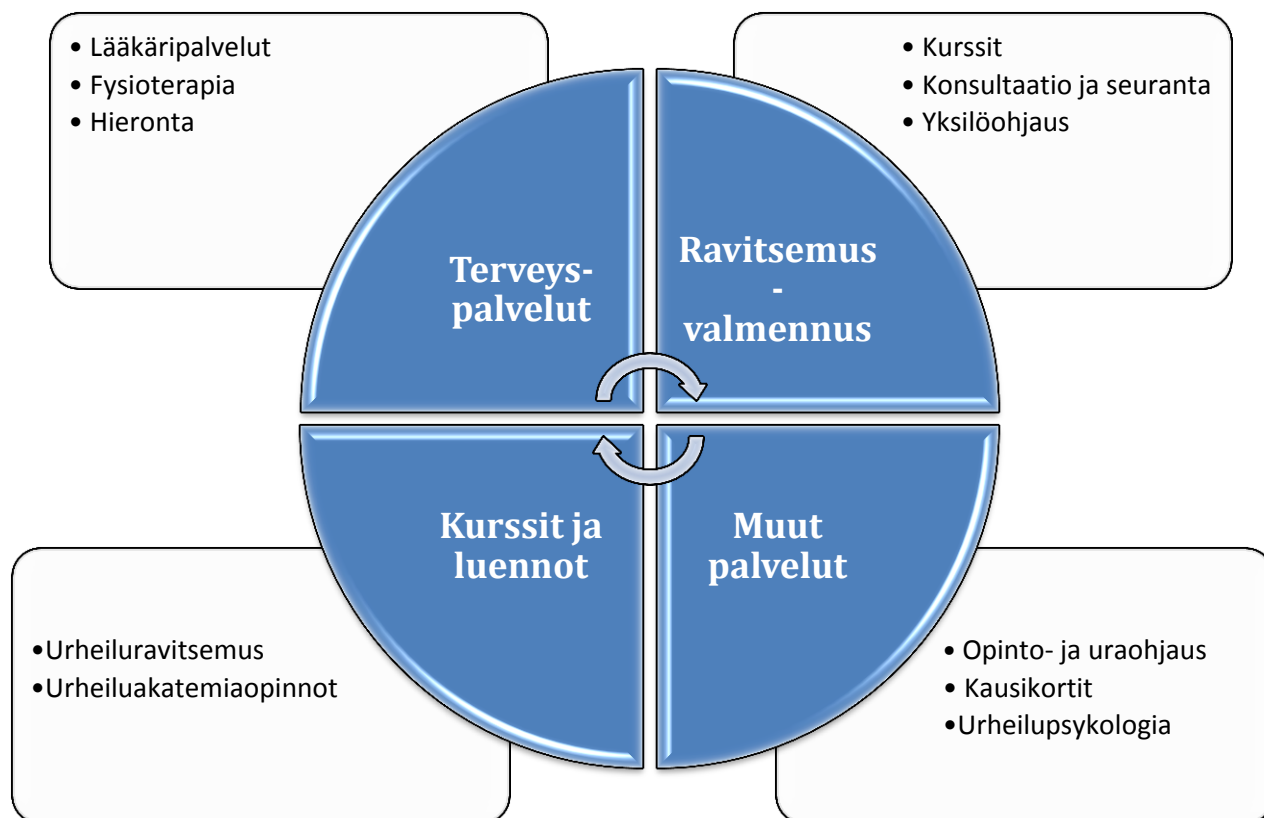 • Lääkäripalvelut
• Fysioterapia
• Hieronta
• Kurssit
• Konsultaatio ja seuranta
• Yksilöohjaus
Terveys-
palvelut
Ravitsemus
-
valmennus
Kurssit ja
luennot
Muut
palvelut
•Urheiluravitsemus
•Urheiluakatemiaopinnot
• Opinto- ja uraohjaus
• Kausikortit
•Urheilupsykologia